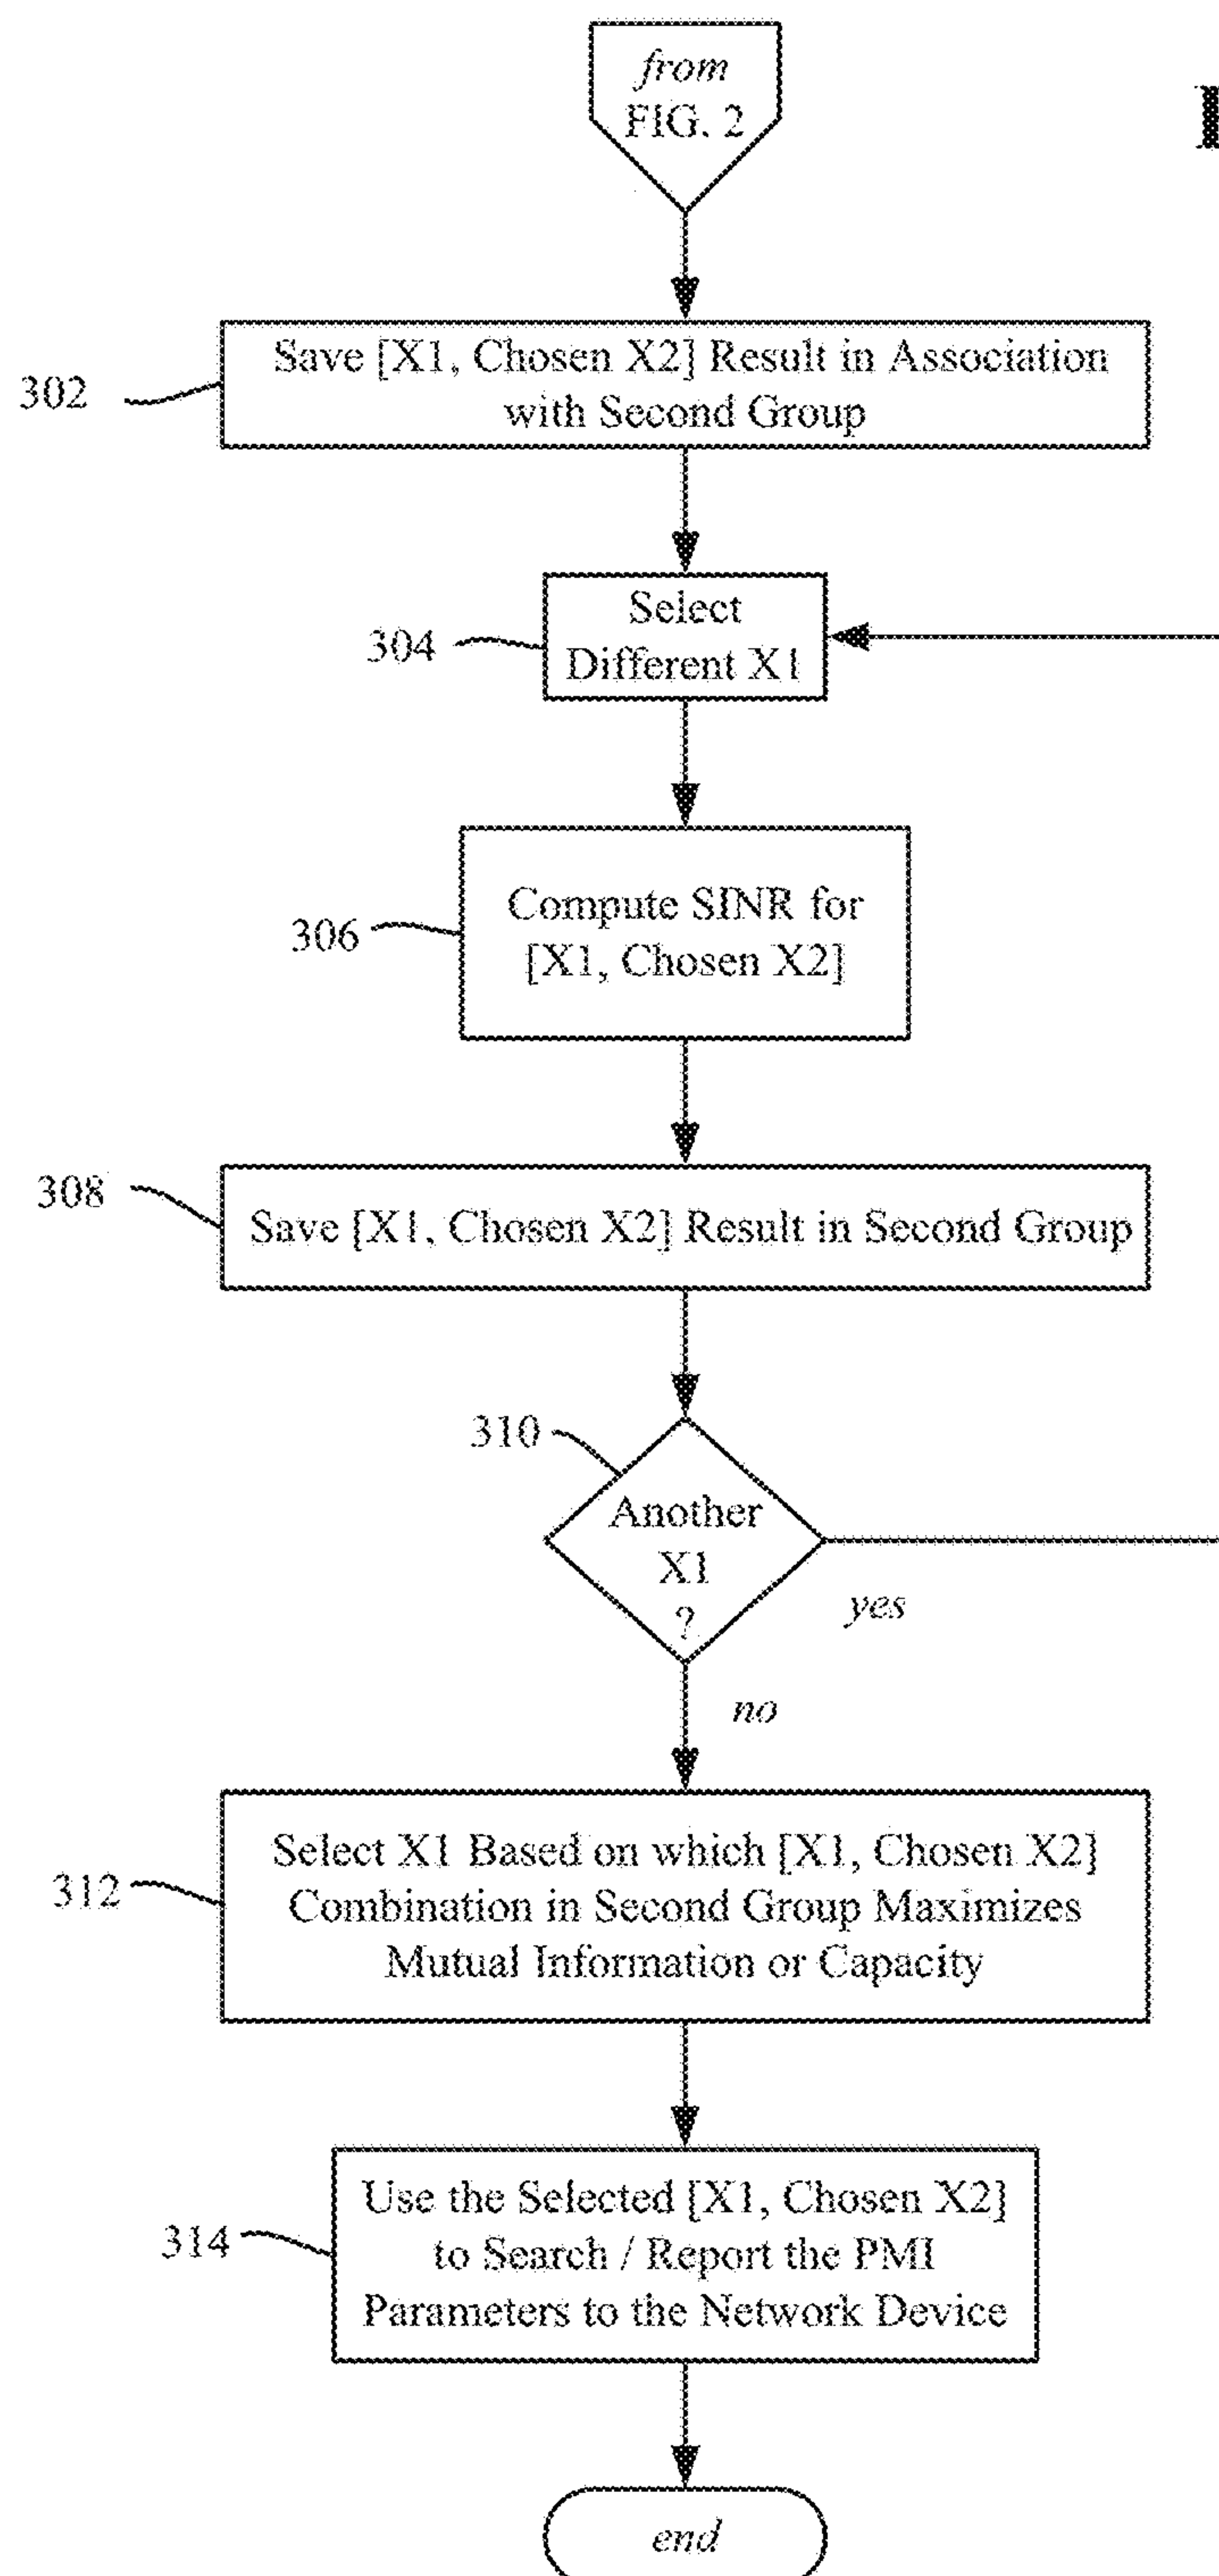 from
FIG. 2
302
Save [X1, Chosen X2] Result in Association
with Second Group
304
Select
Different X1
306
Compute SINR for
[X1, Chosen X2]
308
Save [X1, Chosen X2] Result in Second Group
310
Another
X1
?
yes
no
312
Select X1 Based on which [X1, Chosen X2]
Combination in Second Group Maximizes
Mutual Information or Capacity
314
Use the Selected [X1, Chosen X2]
to Search / Report the PMI
Parameters to the Network Device
end